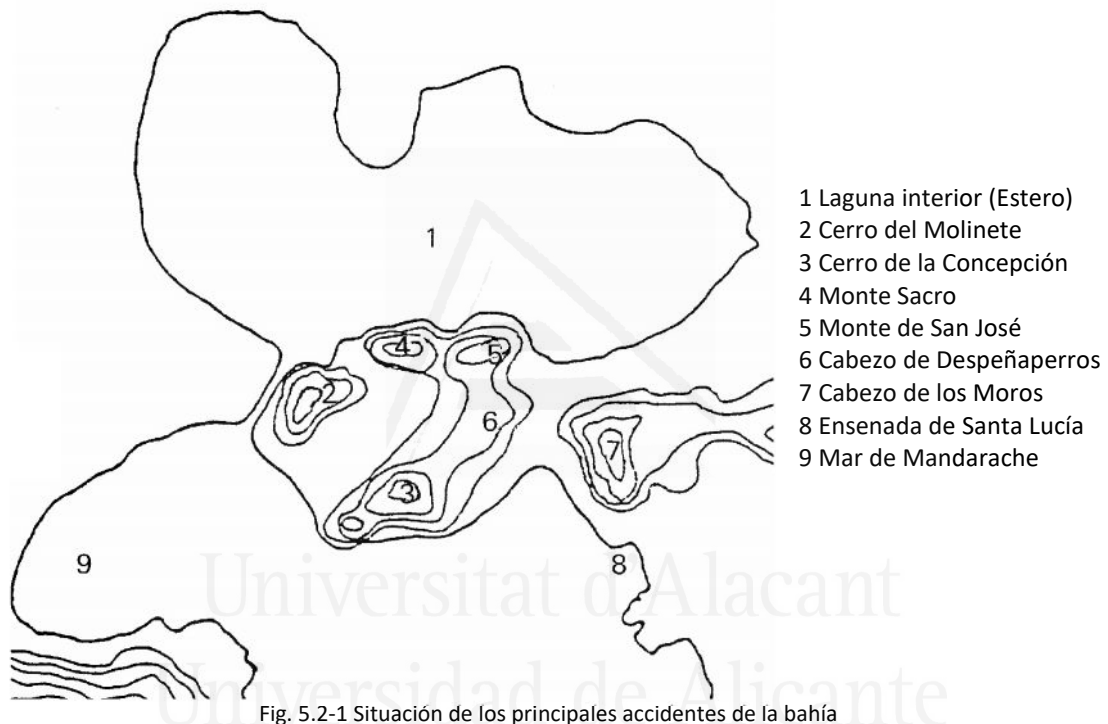 1
4
5
2
6
7
3
9
8
1 Laguna interior (Estero)
2 Cerro del Molinete
3 Cerro de la Concepción
4 Monte Sacro
5 Monte de San José
6 Cabezo de Despeñaperros
7 Cabezo de los Moros
8 Ensenada de Santa Lucía
9 Mar de Mandarache
Universitat d'Alacant
Universidad de Alicante
Fig. 5.2-1 Situación de los principales accidentes de la bahía